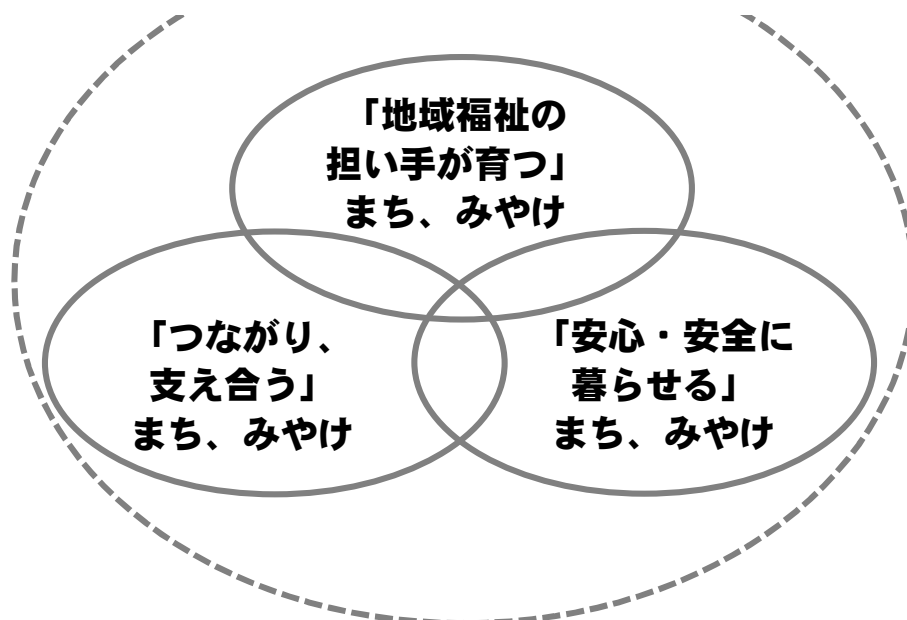 「地域福祉の
担い手が育つ」
まち、みやけ
「つながり、
支え合う」
まち、みやけ
「安心・安全に
暮らせる」
まち、みやけ